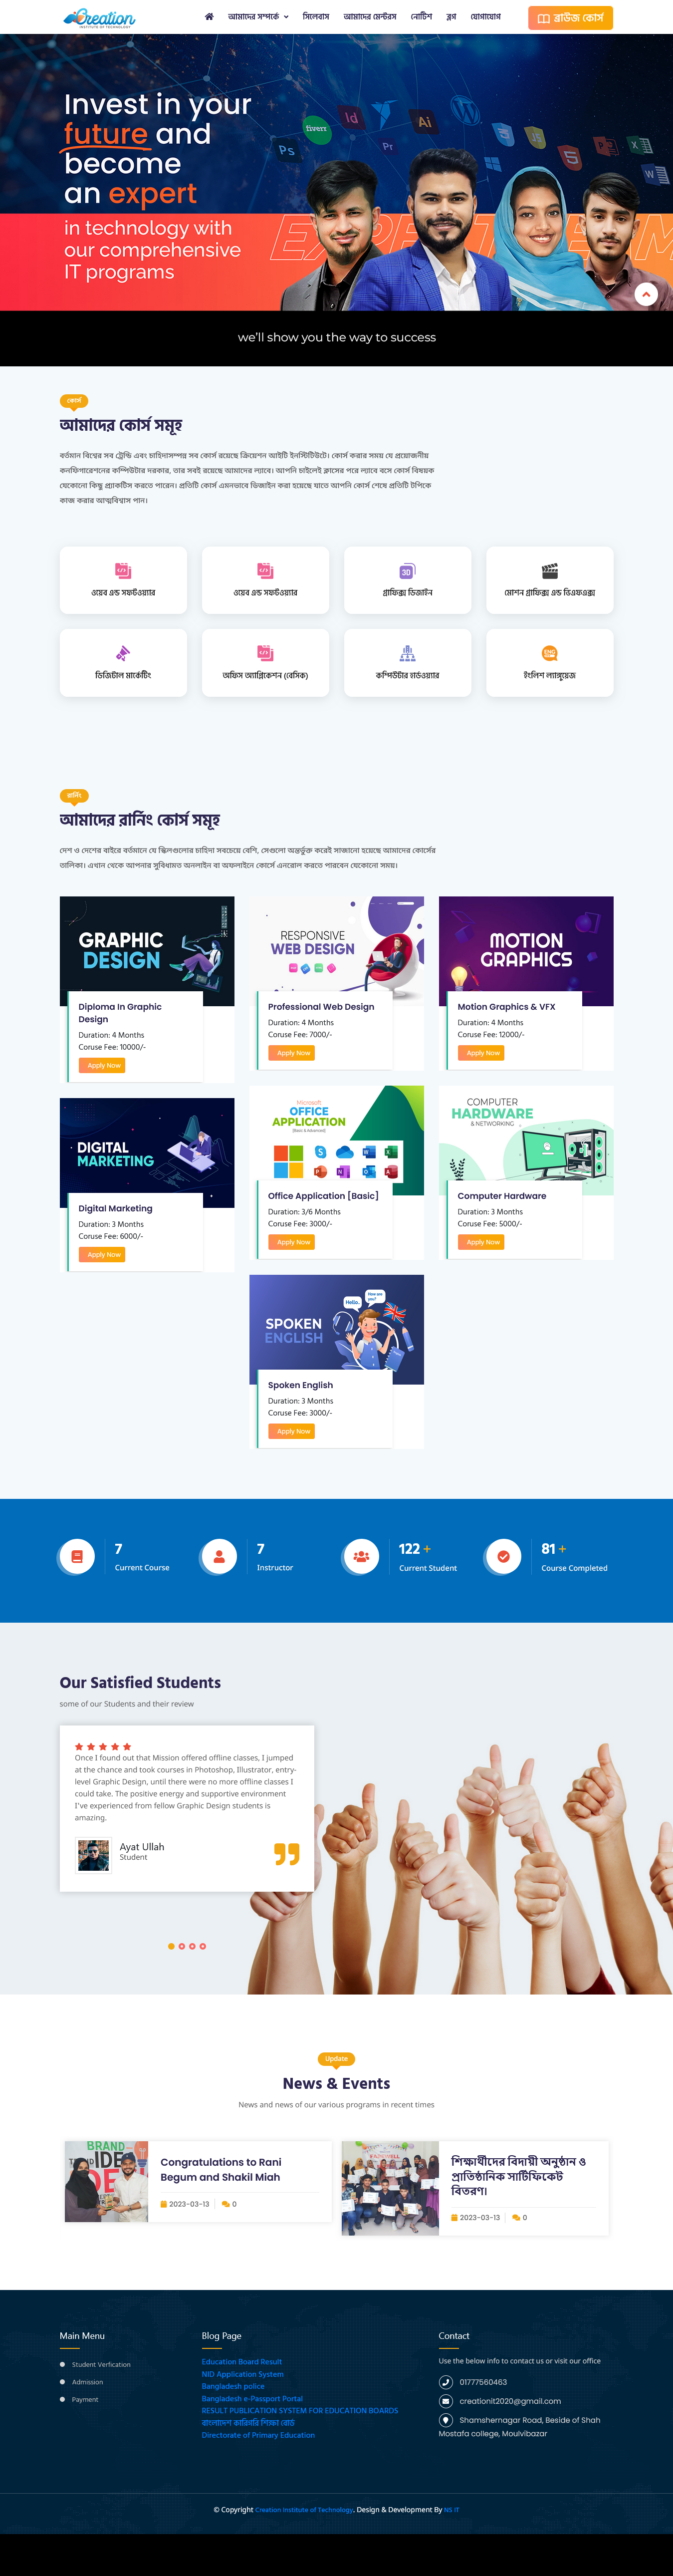 Creation
INSTITUTE OF TECHNOLOGY
আমাদের সম্পর্কে
সিলেবাস
আমাদের মেন্টরস
নোটিশ
ব্লগ
যোগাযোগ
ব্রাউজ কোর্স
Invest in your
future and
become
an expert
in technology with
our comprehensive
IT programs
fiverr
Id
Ai
Ps
Pr
we'll show you the way to success
কোর্স
আমাদের কোর্স সমূহ
বর্তমান বিশ্বের সব ট্রেন্ডি এবং চাহিদাসম্পন্ন সব কোর্স রয়েছে ক্রিয়েশন আইটি ইনস্টিটিউটে। কোর্স করার সময় যে প্রয়োজনীয়
কনফিগারেশনের কম্পিউটার দরকার, তার সবই রয়েছে আমাদের ল্যাবে। আপনি চাইলেই ক্লাসের পরে ল্যাবে বসে কোর্স বিষয়ক
যেকোনো কিছু প্র্যাকটিস করতে পারেন। প্রতিটি কোর্স এমনভাবে ডিজাইন করা হয়েছে যাতে আপনি কোর্স শেষে প্রতিটি টপিকে
কাজ করার আত্মবিশ্বাস পান।
ওয়েব এন্ড সফটওয়্যার
ওয়েব এন্ড সফটওয়্যার
গ্রাফিক্স ডিজাইন
মোশন গ্রাফিক্স এন্ড ভিএফএক্স
ডিজিটাল মার্কেটিং
অফিস অ্যাপ্লিকেশন (বেসিক)
কম্পিউটার হার্ডওয়্যার
ইংলিশ ল্যাঙ্গুয়েজ
রানিং
আমাদের রানিং কোর্স সমূহ
দেশ ও দেশের বাইরে বর্তমানে যে স্কিলগুলোর চাহিদা সবচেয়ে বেশি, সেগুলো অন্তর্ভুক্ত করেই সাজানো হয়েছে আমাদের কোর্সের
তালিকা। এখান থেকে আপনার সুবিধামত অনলাইন বা অফলাইনে কোর্সে এনরোল করতে পারবেন যেকোনো সময়।
GRAPHIC
DESIGN
Diploma In Graphic
Design
Duration: 4 Months
Coruse Fee: 10000/-
Apply Now
RESPONSIVE
WEB DESIGN
Professional Web Design
Duration: 4 Months
Coruse Fee: 7000/-
Apply Now
MOTION
GRAPHICS
Motion Graphics & VFX
Duration: 4 Months
Coruse Fee: 12000/-
Apply Now
DIGITAL
MARKETING
Digital Marketing
Duration: 3 Months
Coruse Fee: 6000/-
Apply Now
Microsoft
OFFICE
APPLICATION
[Basic & Advanced]
Office Application [Basic]
Duration: 3/6 Months
Coruse Fee: 3000/-
Apply Now
COMPUTER
HARDWARE
& NETWORKING
Computer Hardware
Duration: 3 Months
Coruse Fee: 5000/-
Apply Now
SPOKEN
ENGLISH
Hello..
How are you?
Spoken English
Duration: 3 Months
Coruse Fee: 3000/-
Apply Now
7
Current Course
7
Instructor
122 +
Current Student
81 +
Course Completed
Our Satisfied Students
some of our Students and their review
Once I found out that Mission offered offline classes, I jumped
at the chance and took courses in Photoshop, Illustrator, entry-
level Graphic Design, until there were no more offline classes I
could take. The positive energy and supportive environment
I've experienced from fellow Graphic Design students is
amazing.
Ayat Ullah
Student
Update
News & Events
News and news of our various programs in recent times
Congratulations to Rani
Begum and Shakil Miah
2023-03-13
0
শিক্ষার্থীদের বিদায়ী অনুষ্ঠান ও
প্রাতিষ্ঠানিক সার্টিফিকেট
বিতরণ।
2023-03-13
0
Main Menu
Student Verfication
Admission
Payment
Blog Page
Education Board Result
NID Application System
Bangladesh police
Bangladesh e-Passport Portal
RESULT PUBLICATION SYSTEM FOR EDUCATION BOARDS
বাংলাদেশ কারিগরি শিক্ষা বোর্ড
Directorate of Primary Education
Contact
Use the below info to contact us or visit our office
01777560463
creationit2020@gmail.com
Shamshernagar Road, Beside of Shah
Mostafa college, Moulvibazar
© Copyright Creation Institute of Technology. Design & Development By NS IT